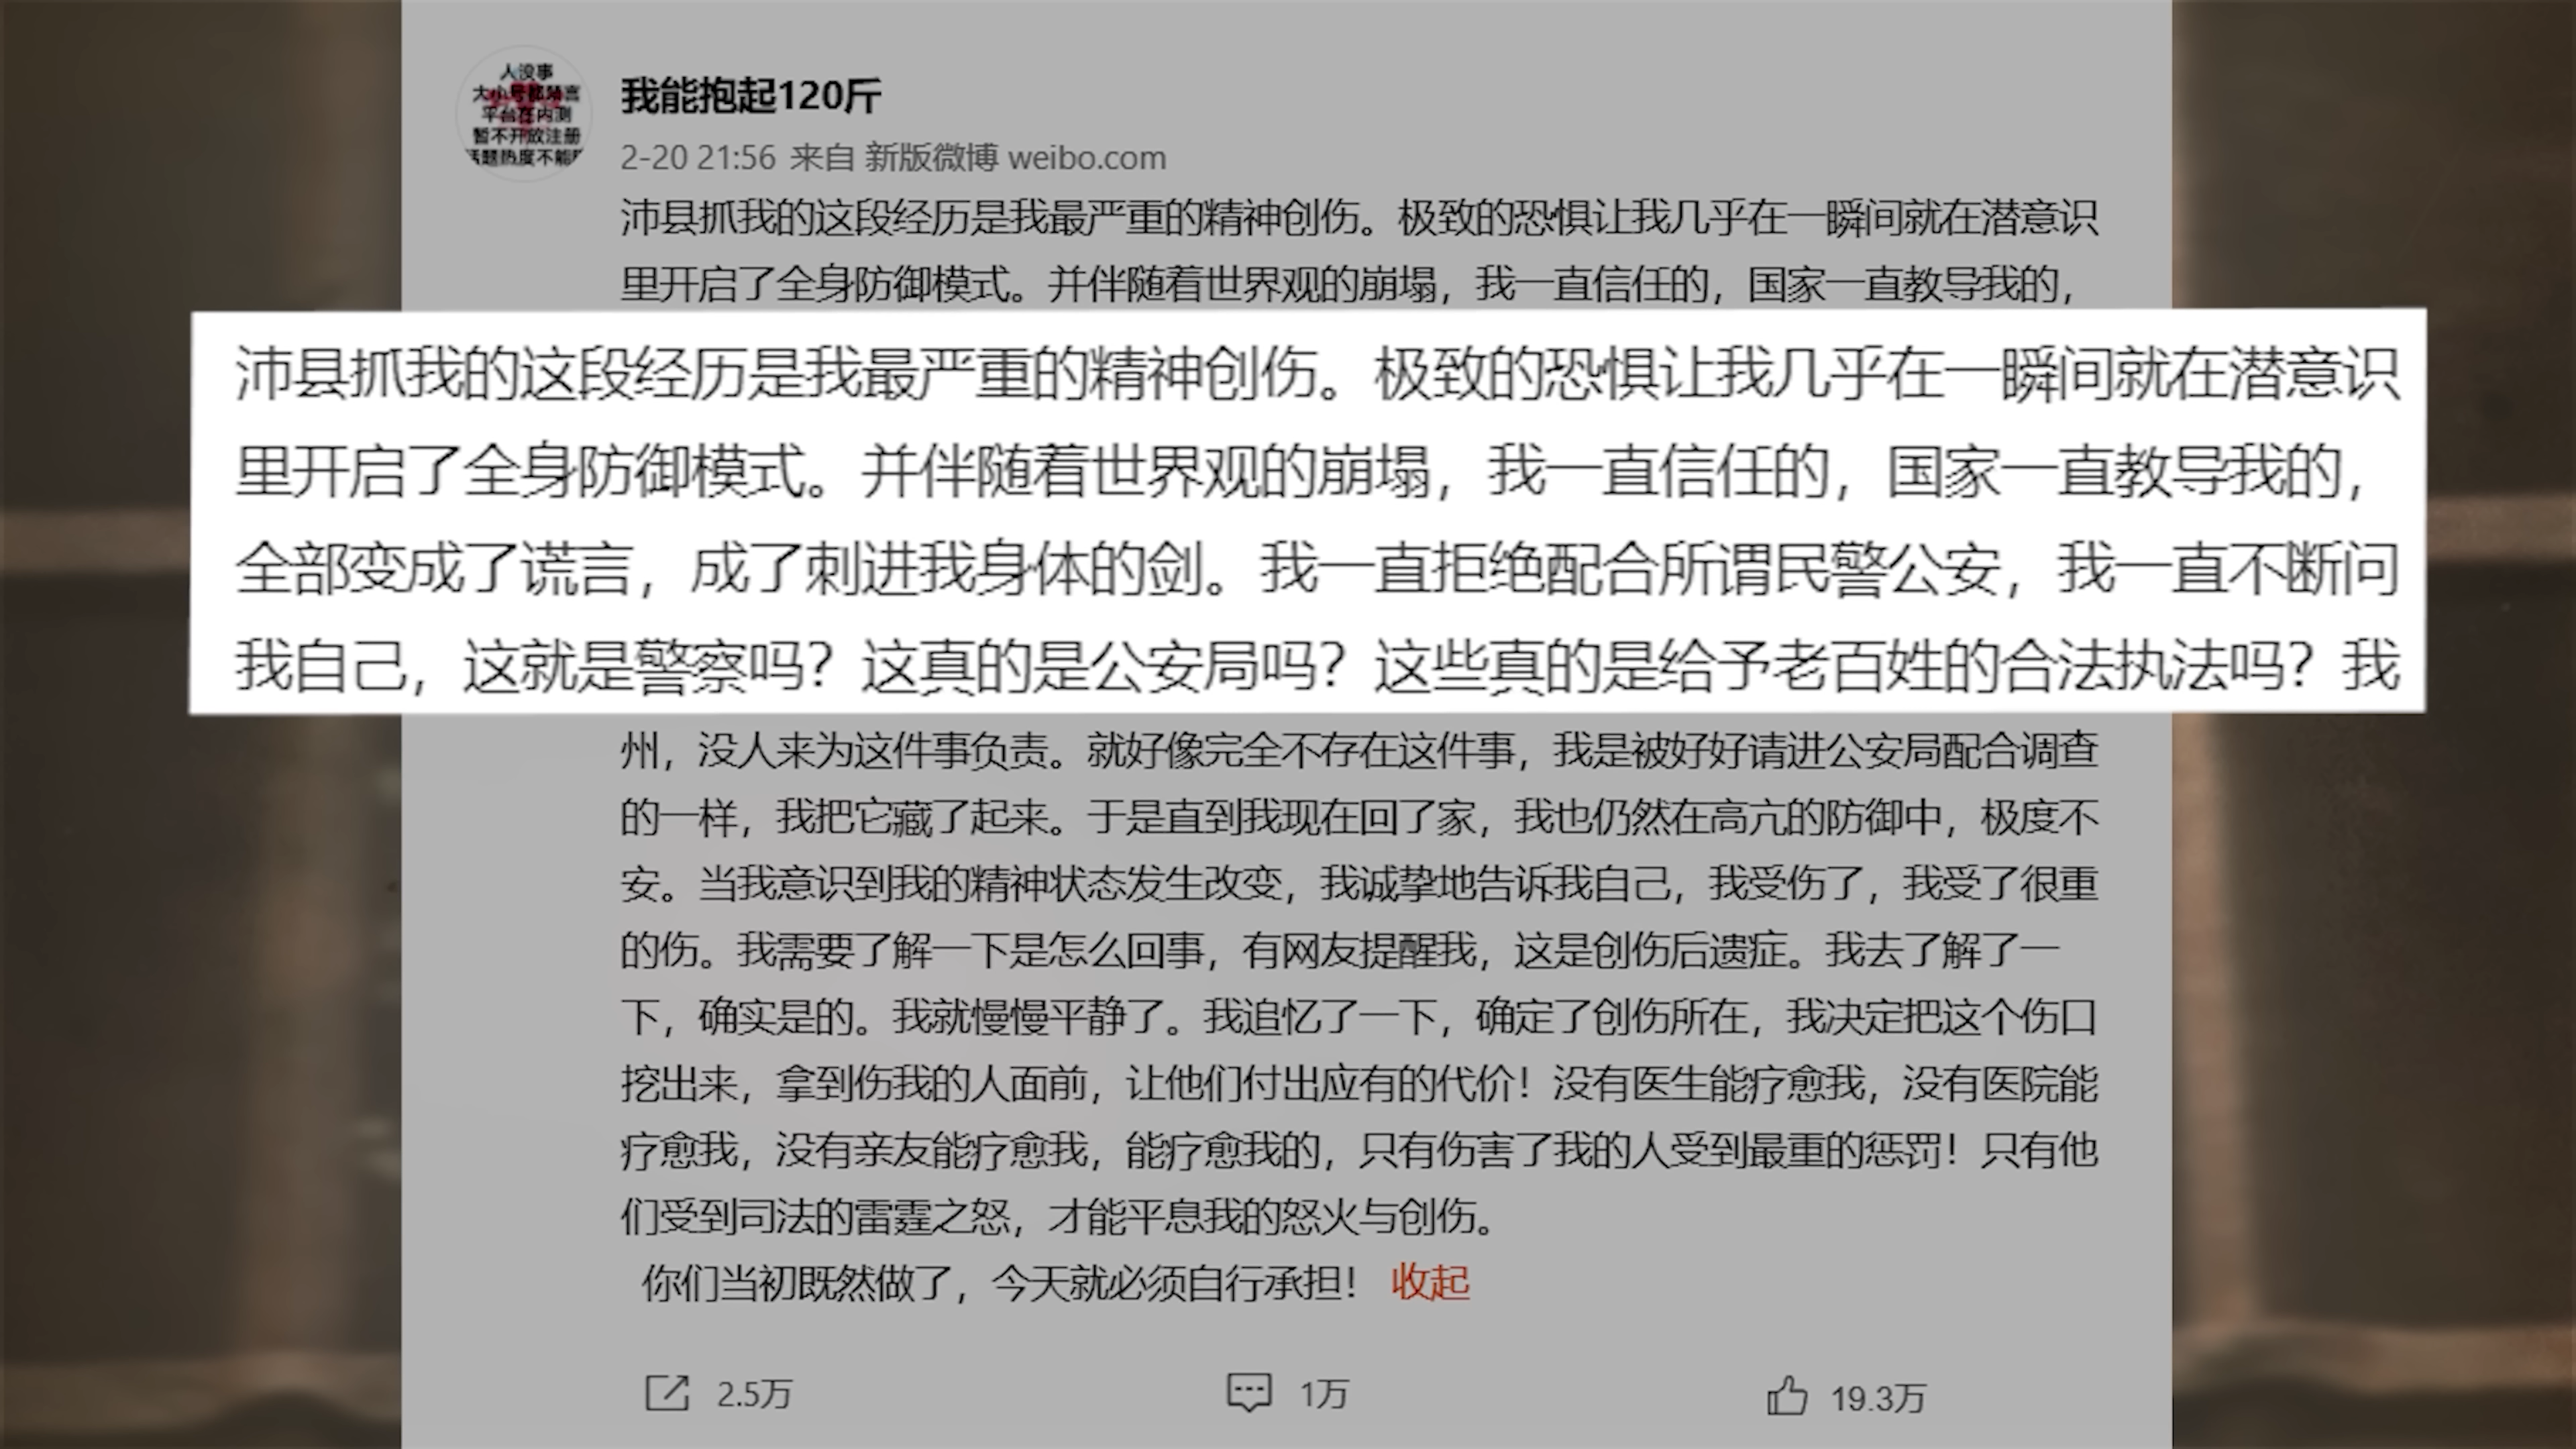 人没事
平台在内测
暂不开放注册
我能抱起120斤
2-20 21:56 来自 新版微博 weibo.com
沛县抓我的这段经历是我最严重的精神创伤。极致的恐惧让我几乎在一瞬间就在潜意识
里开启了全身防御模式。并伴随着世界观的崩塌，我一直信任的，国家一直教导我的，
沛县抓我的这段经历是我最严重的精神创伤。极致的恐惧让我几乎在一瞬间就在潜意识
里开启了全身防御模式。并伴随着世界观的崩塌，我一直信任的，国家一直教导我的，
全部变成了谎言，成了刺进我身体的剑。我一直拒绝配合所谓民警公安，我一直不断问
我自己，这就是警察吗？这真的是公安局吗？这些真的是给予老百姓的合法执法吗？我
州，没人来为这件事负责。就好像完全不存在这件事，我是被好好请进公安局配合调查
的一样，我把它藏了起来。于是直到我现在回了家，我也仍然在高亢的防御中，极度不
安。当我意识到我的精神状态发生改变，我诚挚地告诉我自己，我受伤了，我受了很重
的伤。我需要了解一下是怎么回事，有网友提醒我，这是创伤后遗症。我去了解了一
下，确实是的。我就慢慢平静了。我追忆了一下，确定了创伤所在，我决定把这个伤口
挖出来，拿到伤我的人面前，让他们付出应有的代价！没有医生能疗愈我，没有医院能
疗愈我，没有亲友能疗愈我，能疗愈我的，只有伤害了我的人受到最重的惩罚！只有他
们受到司法的雷霆之怒，才能平息我的怒火与创伤。
你们当初既然做了，今天就必须自行承担！ 收起
2.5万 1万 19.3万